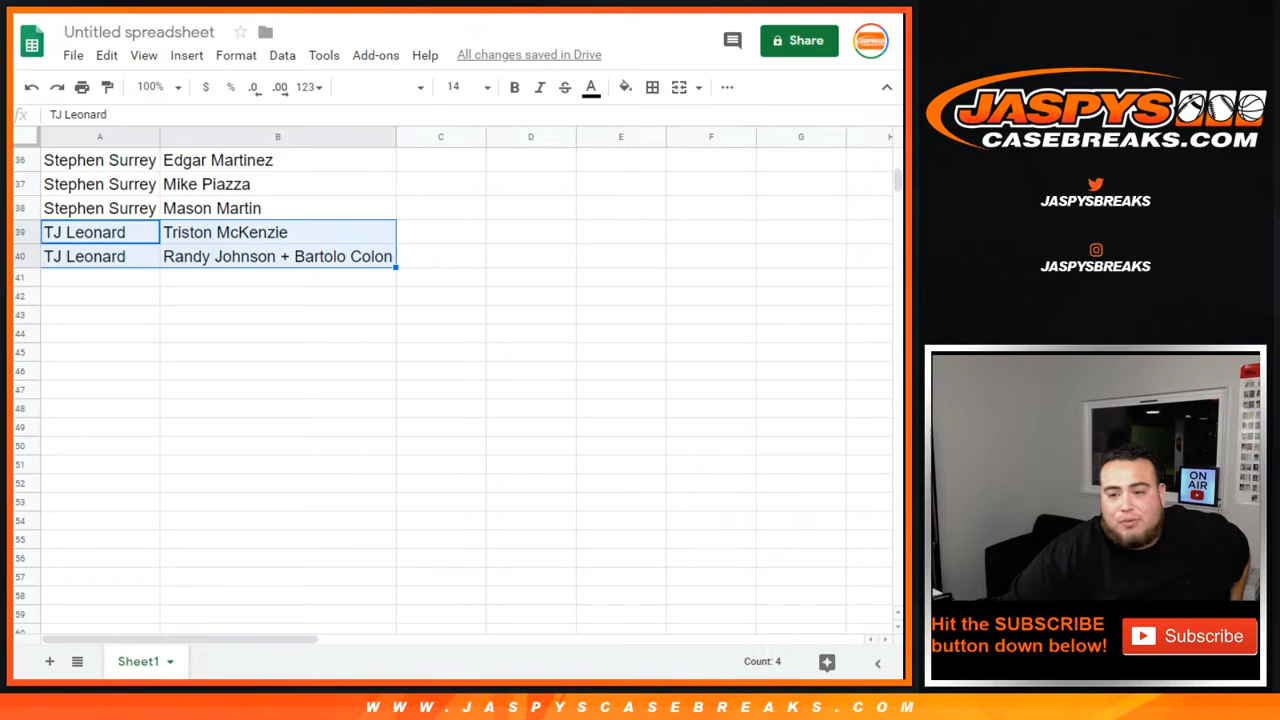 Untitled spreadsheet
File Edit View Insert Format Data Tools Add-ons Help All changes saved in Drive
Share
100% $ % .0 .00 123 14 B I S A
fx TJ Leonard
A B C D E F G H
36 Stephen Surrey Edgar Martinez
37 Stephen Surrey Mike Piazza
38 Stephen Surrey Mason Martin
39 TJ Leonard Triston McKenzie
40 TJ Leonard Randy Johnson + Bartolo Colon
41
42
43
44
45
46
47
48
49
50
51
52
53
54
55
56
57
58
59
60
Sheet1
Count: 4
JASPYS
CASEBREAKS.COM
JASPYSBREAKS
JASPYSBREAKS
ON
AIR
Hit the SUBSCRIBE
button down below!
Subscribe
WWW.JASPYSCASEBREAKS.COM